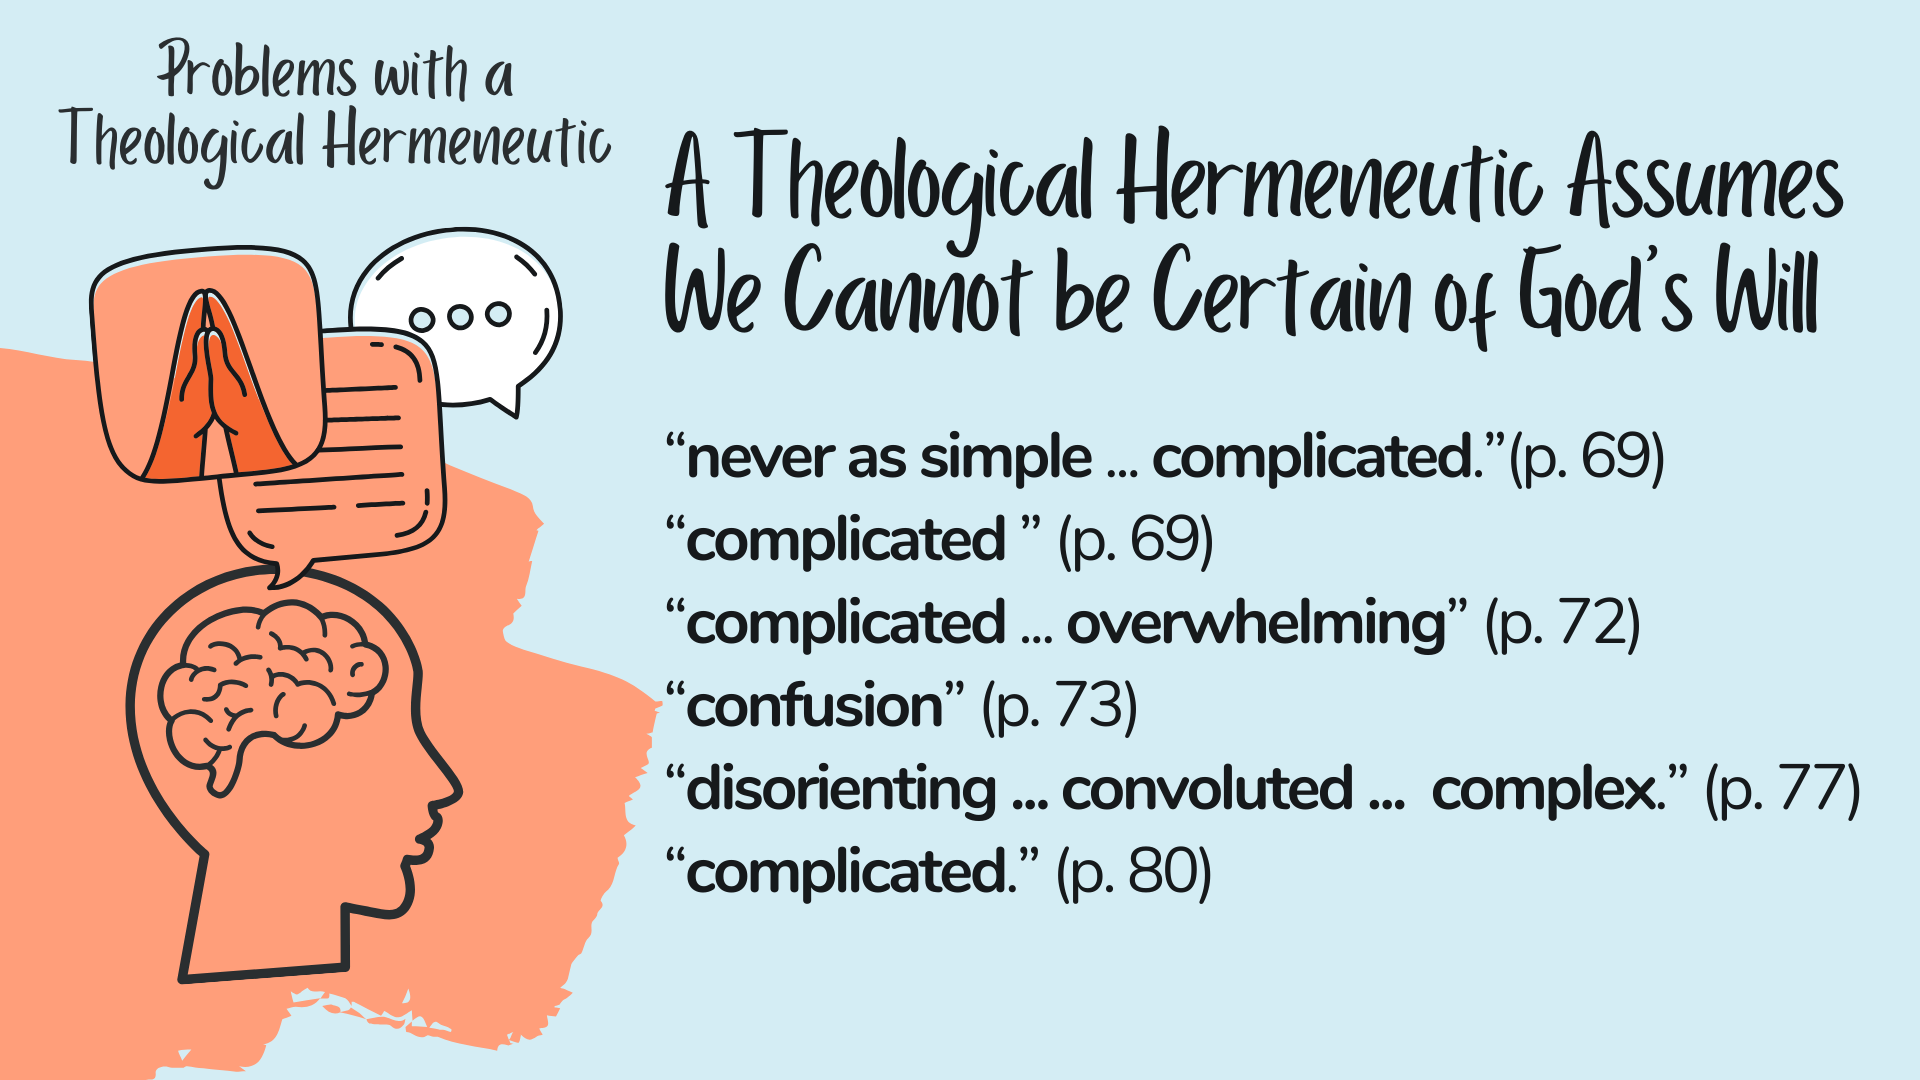 Problems with a
Theological Hermeneutic
A Theological Hermeneutic Assumes
We Cannot be Certain of God's Will
“never as simple ... complicated.”(p. 69)
“complicated ” (p. 69)
“complicated ... overwhelming” (p. 72)
“confusion” (p. 73)
“disorienting ... convoluted ...  complex.” (p. 77)
“complicated.” (p. 80)